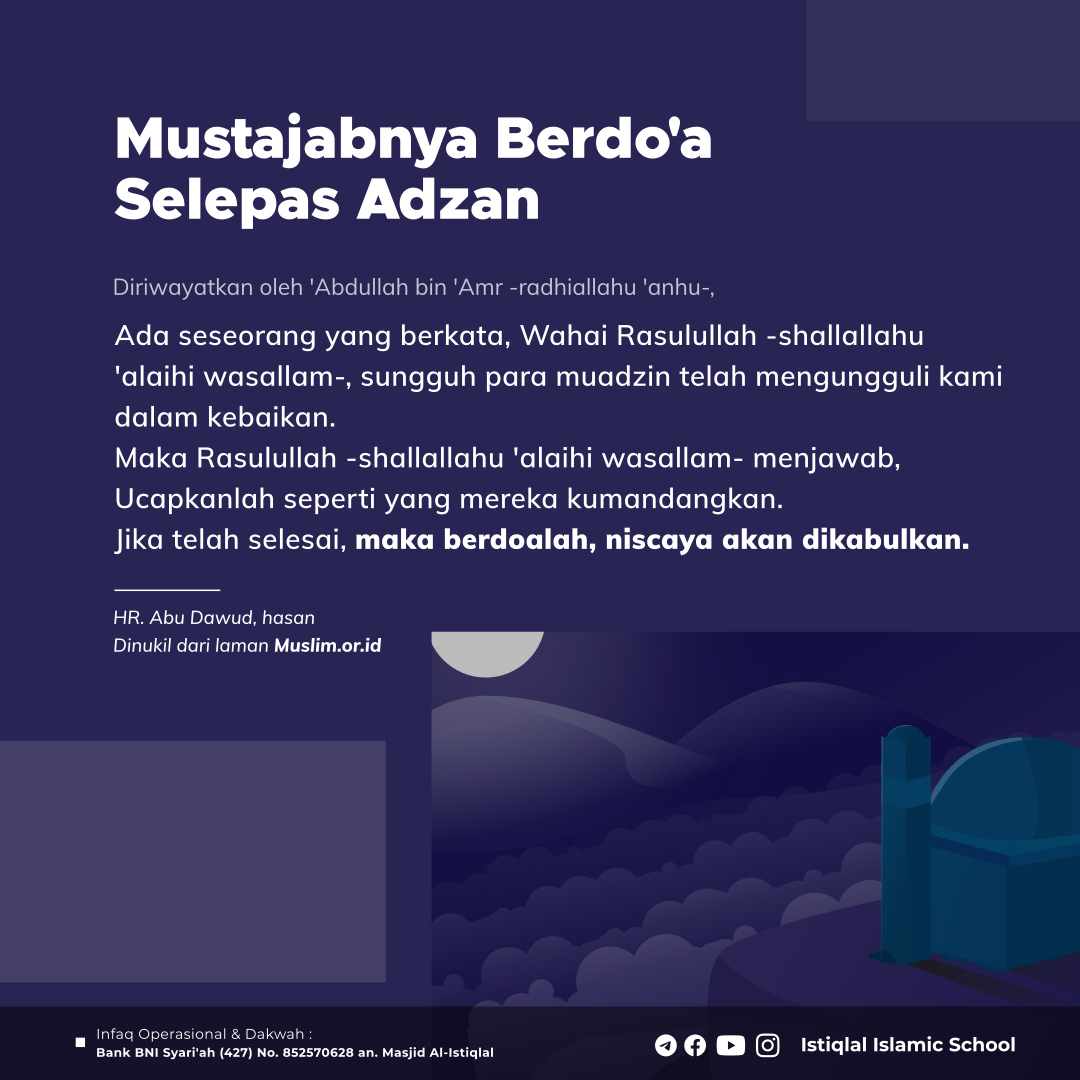 Mustajabnya Berdo'a
Selepas Adzan
Diriwayatkan oleh 'Abdullah bin 'Amr -radhiallahu 'anhu-,
Ada seseorang yang berkata, Wahai Rasulullah -shallallahu
'alaihi wasallam-, sungguh para muadzin telah mengungguli kami
dalam kebaikan.
Maka Rasulullah -shallallahu 'alaihi wasallam- menjawab,
Ucapkanlah seperti yang mereka kumandangkan.
Jika telah selesai, maka berdoalah, niscaya akan dikabulkan.
HR. Abu Dawud, hasan
Dinukil dari laman Muslim.or.id
Infaq Operasional & Dakwah :
Bank BNI Syari'ah (427) No. 852570628 an. Masjid Al-Istiqlal
Istiqlal Islamic School